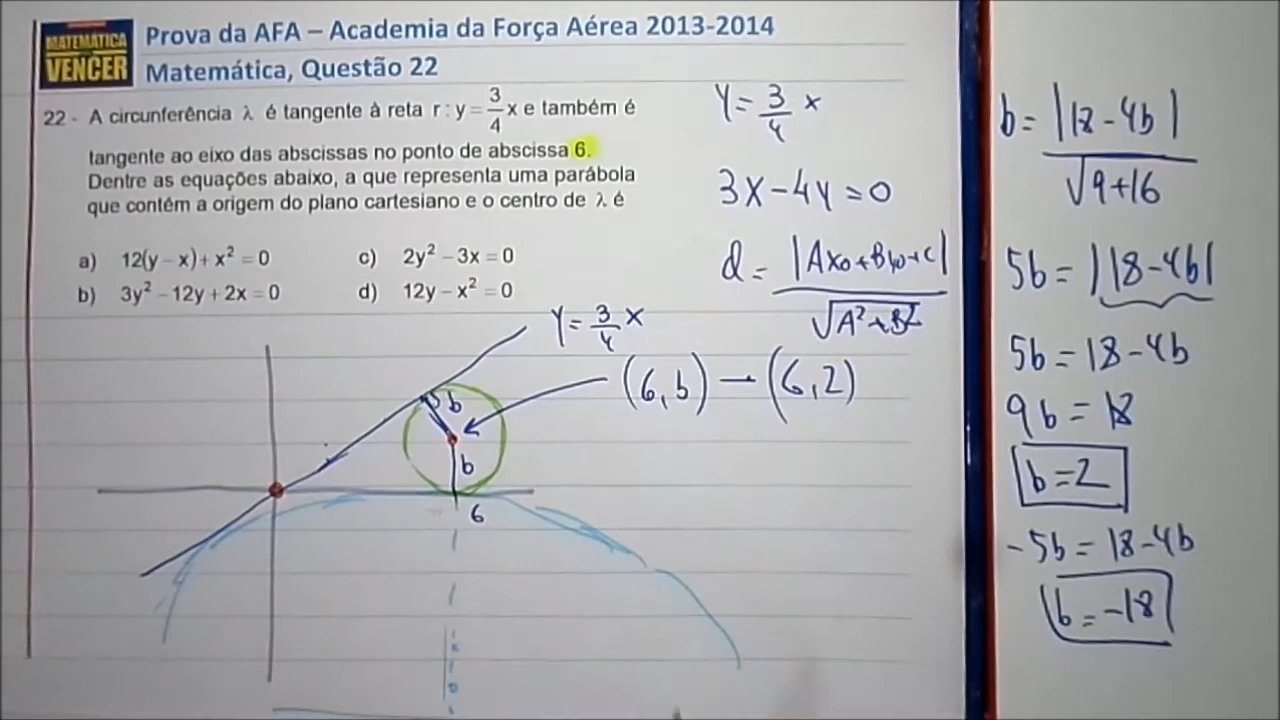 MATEMÁTICA
VENCER
Prova da AFA – Academia da Força Aérea 2013-2014
Matemática, Questão 22
22 - A circunferência λ é tangente à reta r : y = 3/4 x e também é
tangente ao eixo das abscissas no ponto de abscissa 6.
Dentre as equações abaixo, a que representa uma parábola
que contém a origem do plano cartesiano e o centro de λ é
a) 12(y − x) + x² = 0
c) 2y² − 3x = 0
b) 3y² − 12y + 2x = 0
d) 12y − x² = 0
y = 3/4 x
3x − 4y = 0
d = |Ax₀ + By₀ + C| / √A² + B²
y = 3/4 x
(6, b) — (6, 2)
b
b
6
b = |18 − 4b| / √9 + 16
5b = |18 − 4b|
5b = 18 − 4b
9b = 18
b = 2
− 5b = 18 − 4b
b = −18